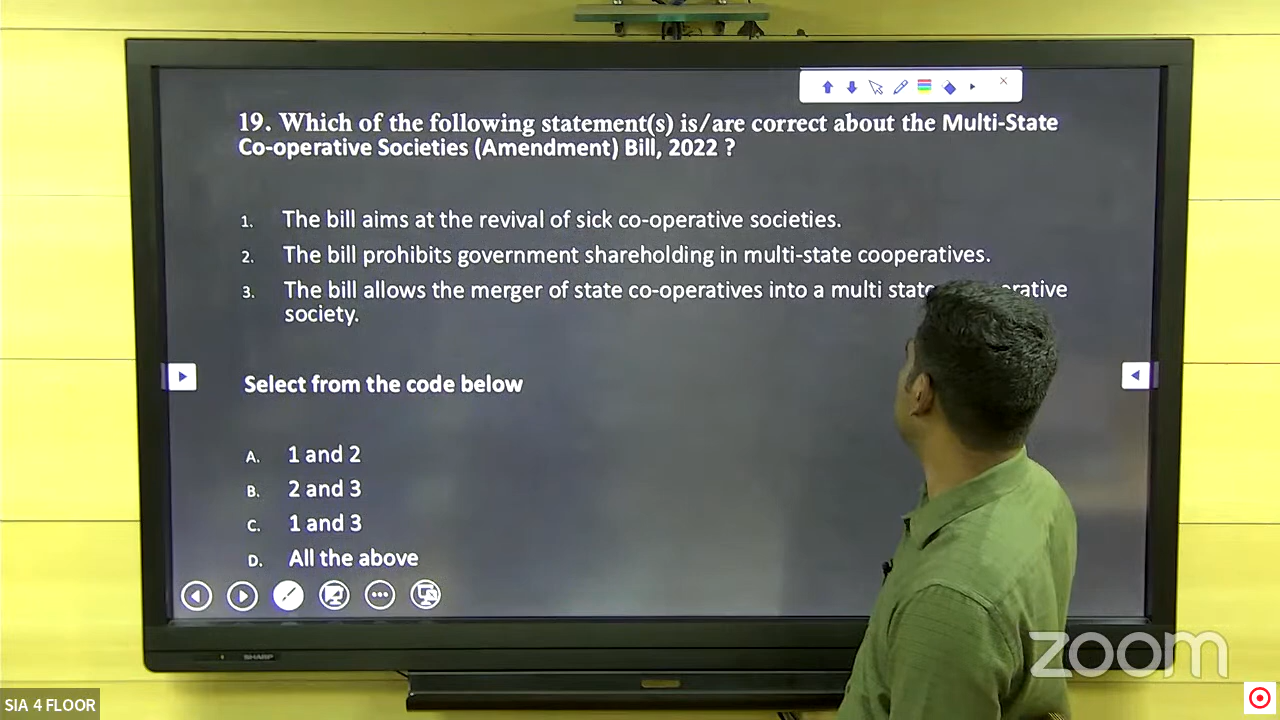 19. Which of the following statement(s) is/are correct about the Multi-State
Co-operative Societies (Amendment) Bill, 2022 ?
1. The bill aims at the revival of sick co-operative societies.
2. The bill prohibits government shareholding in multi-state cooperatives.
3. The bill allows the merger of state co-operatives into a multi state
society.
Select from the code below
A. 1 and 2
B. 2 and 3
C. 1 and 3
D. All the above
SHARP
zoom
SIA 4 FLOOR